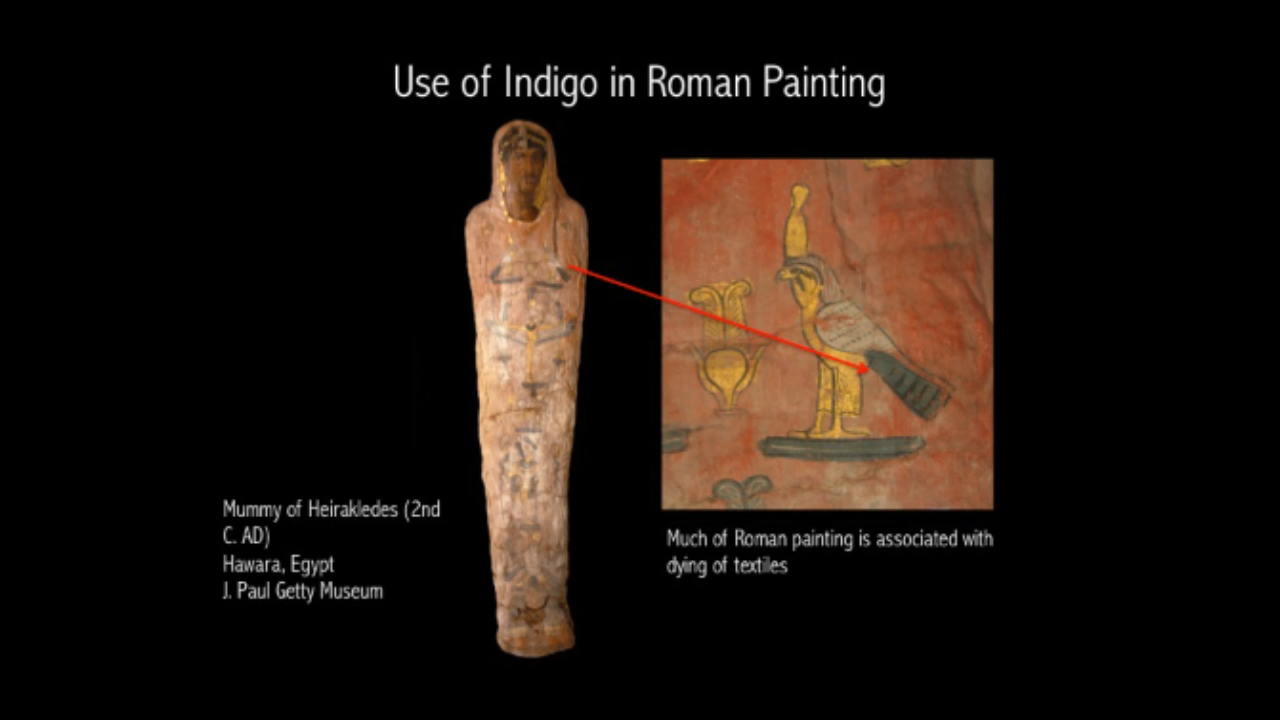 Use of Indigo in Roman Painting
Mummy of Heirakledes (2nd
C. AD)
Hawara, Egypt
J. Paul Getty Museum
Much of Roman painting is associated with
dying of textiles